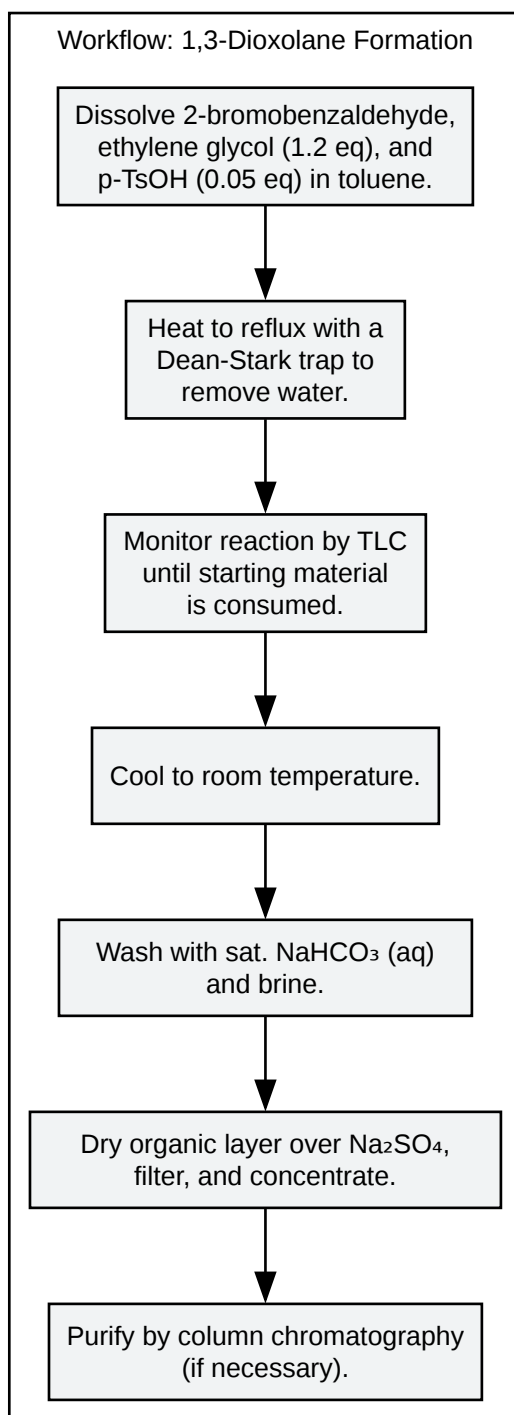 Workflow: 1,3-Dioxolane Formation
Dissolve 2-bromobenzaldehyde,
ethylene glycol (1.2 eq), and
p-TsOH (0.05 eq) in toluene.
Heat to reflux with a
Dean-Stark trap to
remove water.
Monitor reaction by TLC
until starting material
is consumed.
Cool to room temperature.
Wash with sat. NaHCO₃ (aq)
and brine.
Dry organic layer over Na₂SO₄,
filter, and concentrate.
Purify by column chromatography
(if necessary).